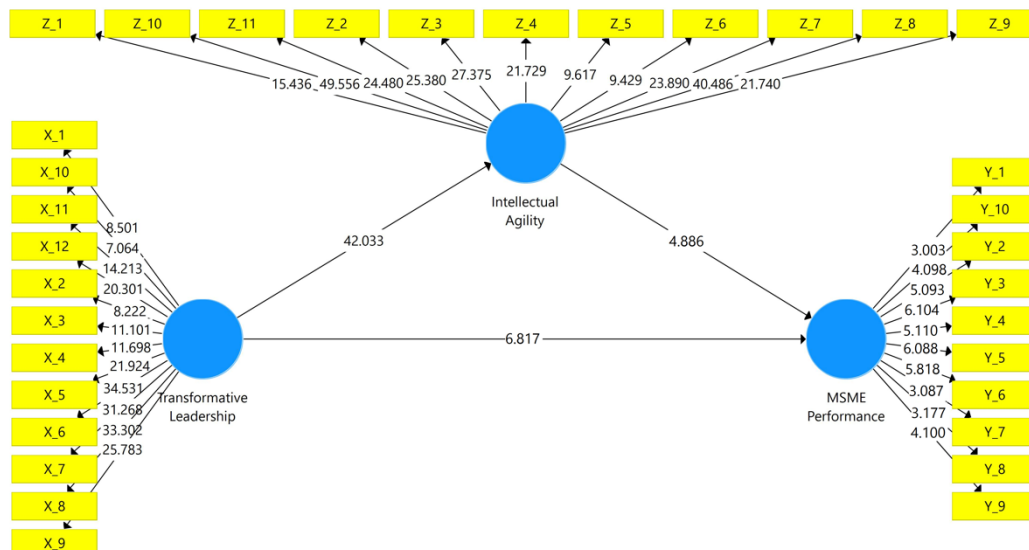 Z_1 Z_10 Z_11 Z_2 Z_3 Z_4 Z_5 Z_6 Z_7 Z_8 Z_9
15.436 49.556 24.480 25.380 27.375 21.729 9.617 9.429 23.890 40.486 21.740
X_1
X_10
X_11
X_12
X_2
X_3
X_4
X_5
X_6
X_7
X_8
X_9
8.501
7.064
14.213
20.301
8.222
11.101
11.698
21.924
34.531
31.268
33.302
25.783
Transformative
Leadership
42.033
Intellectual
Agility
4.886
6.817
MSME
Performance
3.003
4.098
5.093
6.104
5.110
6.088
5.818
3.087
3.177
4.100
Y_1
Y_10
Y_2
Y_3
Y_4
Y_5
Y_6
Y_7
Y_8
Y_9